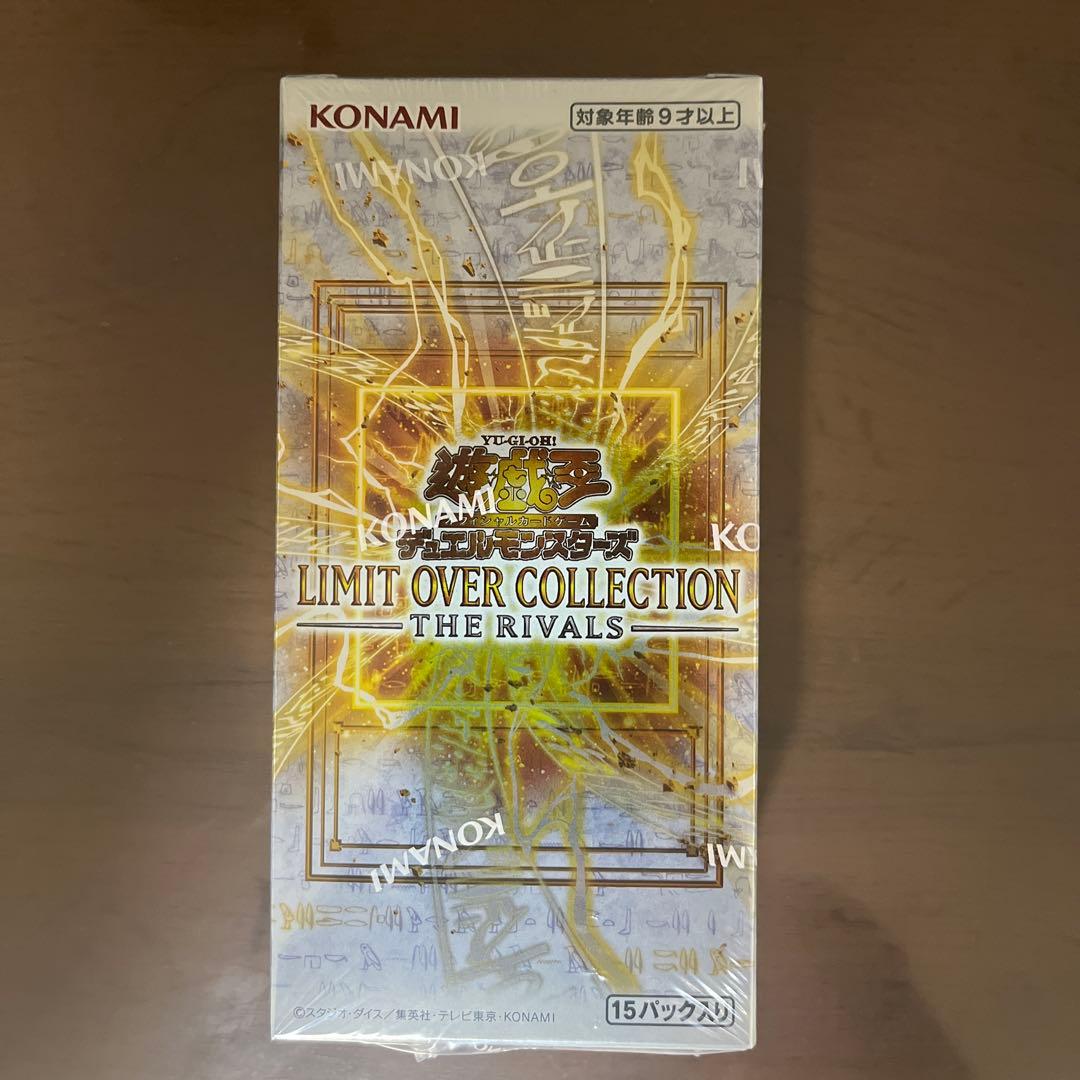 KONAMI
対象年齢9才以上
KONAMI
YU-GI-OH!
遊戯王
オフィシャルカードゲーム
デュエルモンスターズ
KONAMI
LIMIT OVER COLLECTION
THE RIVALS
KONAMI
©スタジオ・ダイス/集英社・テレビ東京・KONAMI
15パック入り